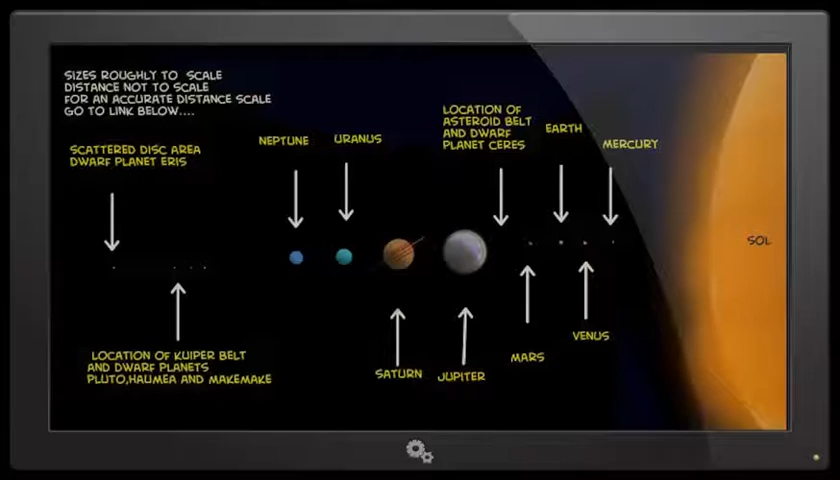 SIZES ROUGHLY TO SCALE
DISTANCE NOT TO SCALE
FOR AN ACCURATE DISTANCE SCALE
GO TO LINK BELOW....
SCATTERED DISC AREA
DWARF PLANET ERIS
NEPTUNE
URANUS
LOCATION OF
ASTEROID BELT
AND DWARF
PLANET CERES
EARTH
MERCURY
SOL
LOCATION OF KUIPER BELT
AND DWARF PLANETS
PLUTO,HAUMEA AND MAKEMAKE
SATURN
JUPITER
MARS
VENUS